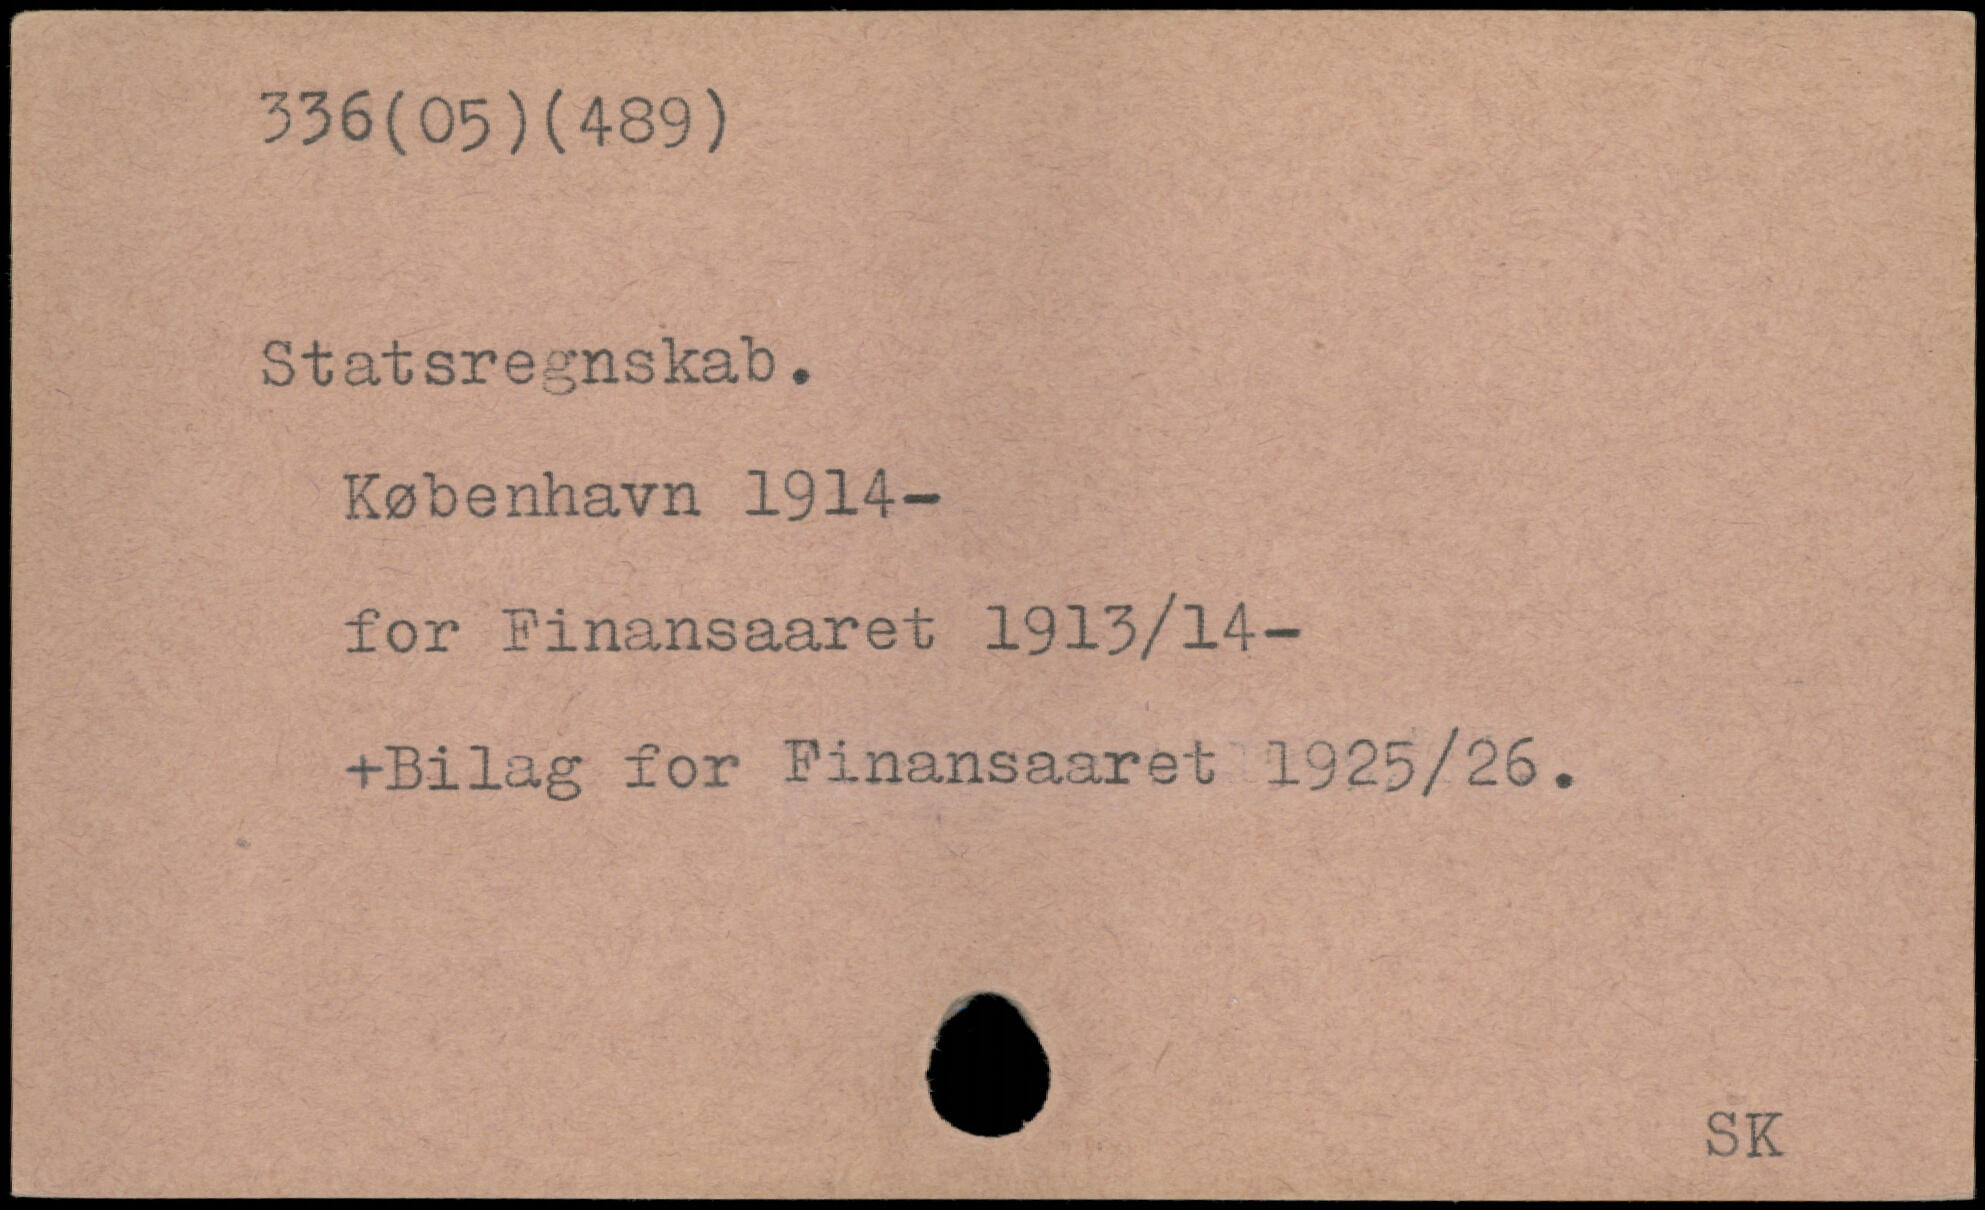 336(05)(489)
Statsregnskab.
København 1914-
for Finansaaret 1913/14-
+Bilag for Finansaaret 1925/26.
SK